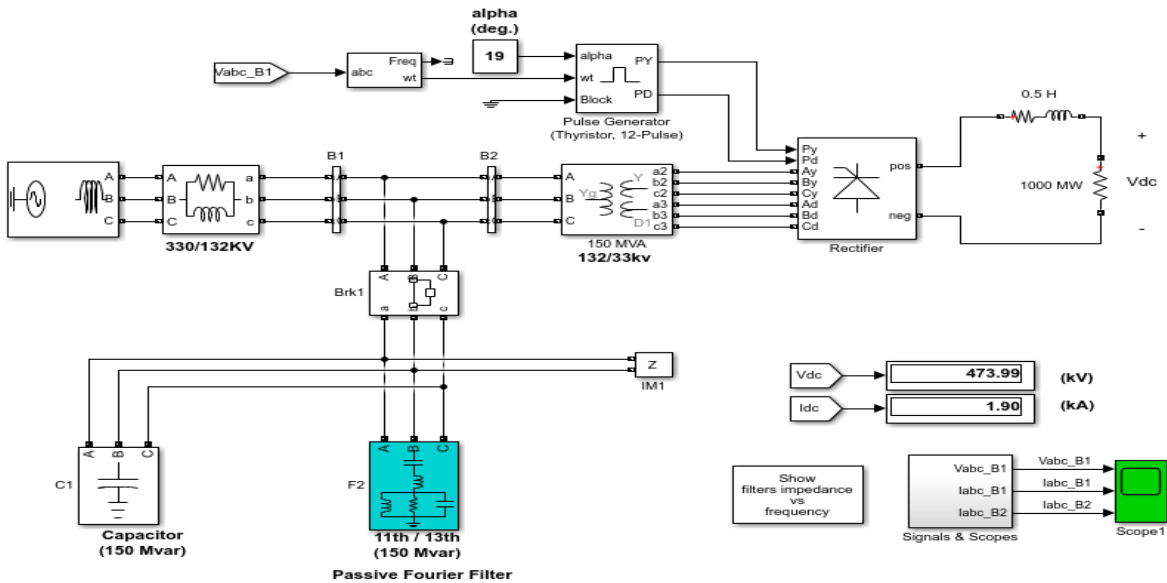 alpha
(deg.)
19
Vabc_B1
abc
Freq
wt
alpha
wt
Block
PY
PD
Pulse Generator
(Thyristor, 12-Pulse)
0.5 H
+
1000 MW
Vdc
-
Py
Pd
Ay
By
Cy
Ad
Bd
Cd
pos
neg
Rectifier
A
B
C
A
B
C
a
b
c
330/132KV
B1
B2
A
B
C
Yg
Y
D1
a2
b2
c2
a3
b3
c3
150 MVA
132/33kv
Brk1
A
B
C
a
b
c
Z
IM1
Vdc
473.99
(kV)
Idc
1.90
(kA)
A
B
C
C1
Capacitor
(150 Mvar)
A
B
C
F2
11th / 13th
(150 Mvar)
Passive Fourier Filter
Show
filters impedance
vs
frequency
Vabc_B1
Iabc_B1
Iabc_B2
Signals & Scopes
Vabc_B1
Iabc_B1
Iabc_B2
Scope1